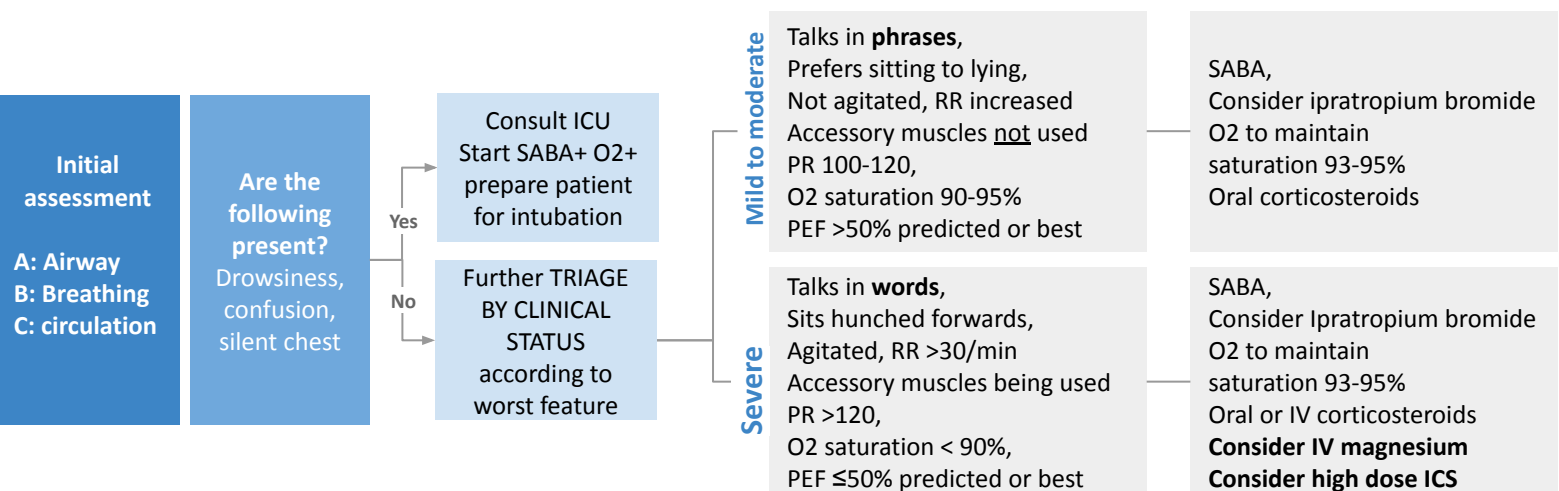 Initial
assessment
A: Airway
B: Breathing
C: circulation
Are the
following
present?
Drowsiness,
confusion,
silent chest
Yes
No
Consult ICU
Start SABA+ O2+
prepare patient
for intubation
Further TRIAGE
BY CLINICAL
STATUS
according to
worst feature
Mild to moderate
Talks in phrases,
Prefers sitting to lying,
Not agitated, RR increased
Accessory muscles not used
PR 100-120,
O2 saturation 90-95%
PEF >50% predicted or best
SABA,
Consider ipratropium bromide
O2 to maintain
saturation 93-95%
Oral corticosteroids
Severe
Talks in words,
Sits hunched forwards,
Agitated, RR >30/min
Accessory muscles being used
PR >120,
O2 saturation < 90%,
PEF ≤50% predicted or best
SABA,
Consider Ipratropium bromide
O2 to maintain
saturation 93-95%
Oral or IV corticosteroids
Consider IV magnesium
Consider high dose ICS